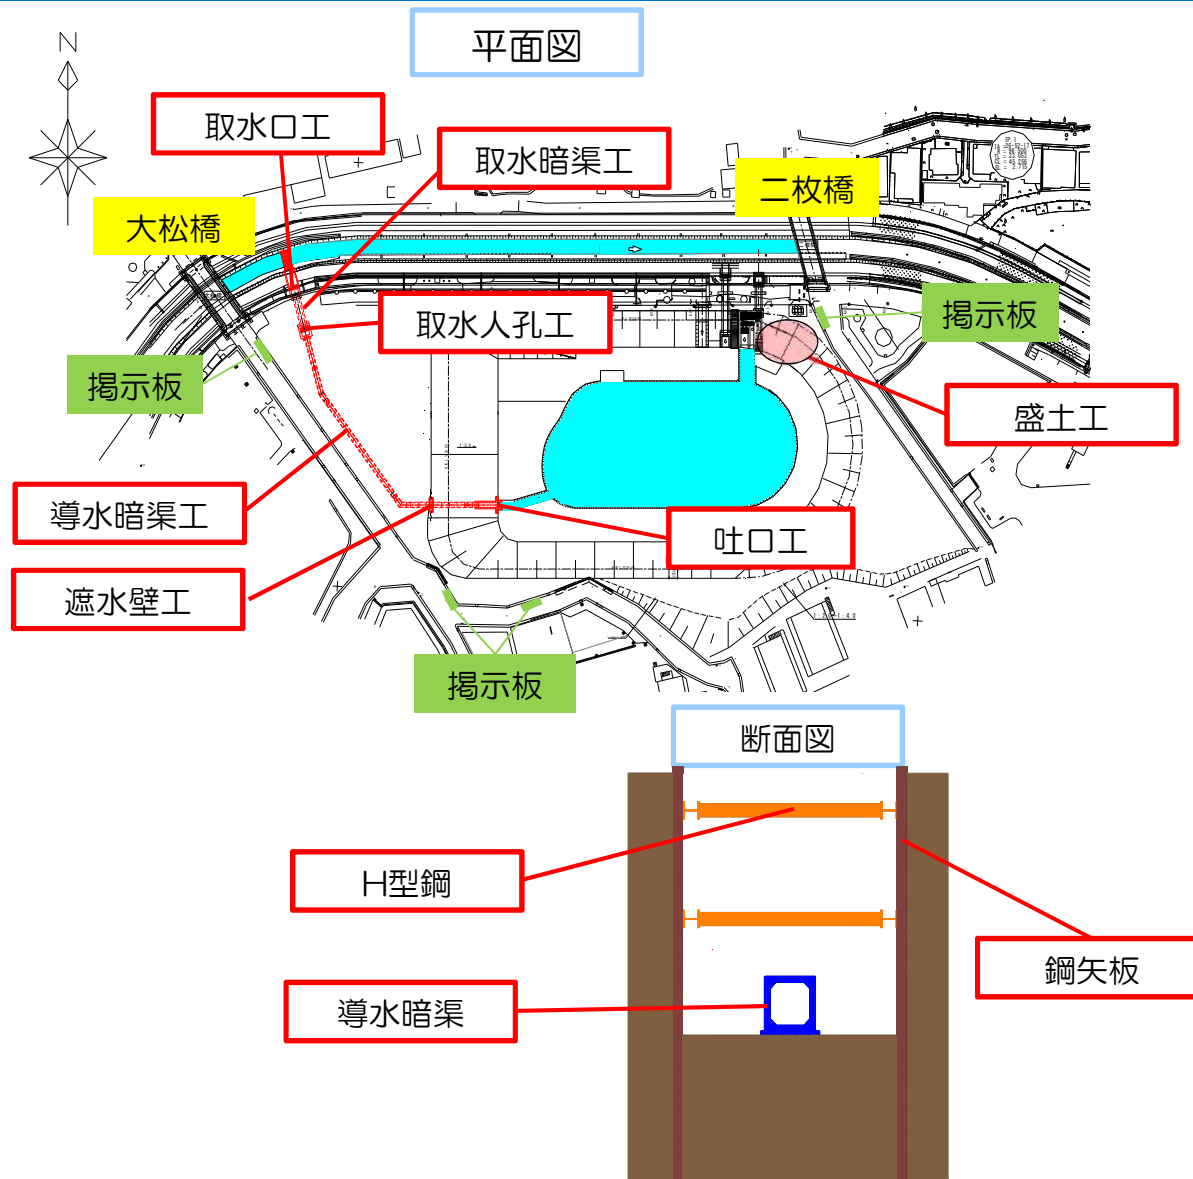 平面図
N
取水口工
取水暗渠工
二枚橋
大松橋
掲示板
取水人孔工
掲示板
盛土工
導水暗渠工
吐口工
遮水壁工
掲示板
断面図
H型鋼
鋼矢板
導水暗渠